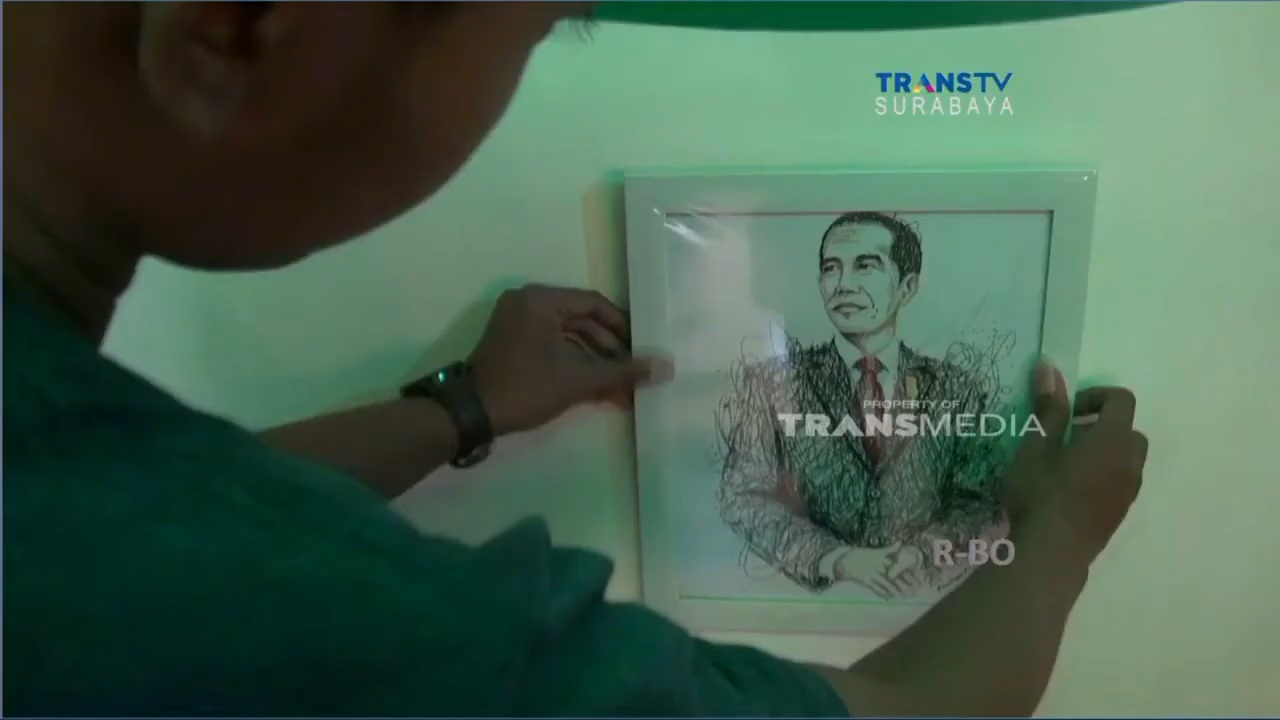 TRANSTV
SURABAYA
PROPERTY OF
TRANSMEDIA
R-BO